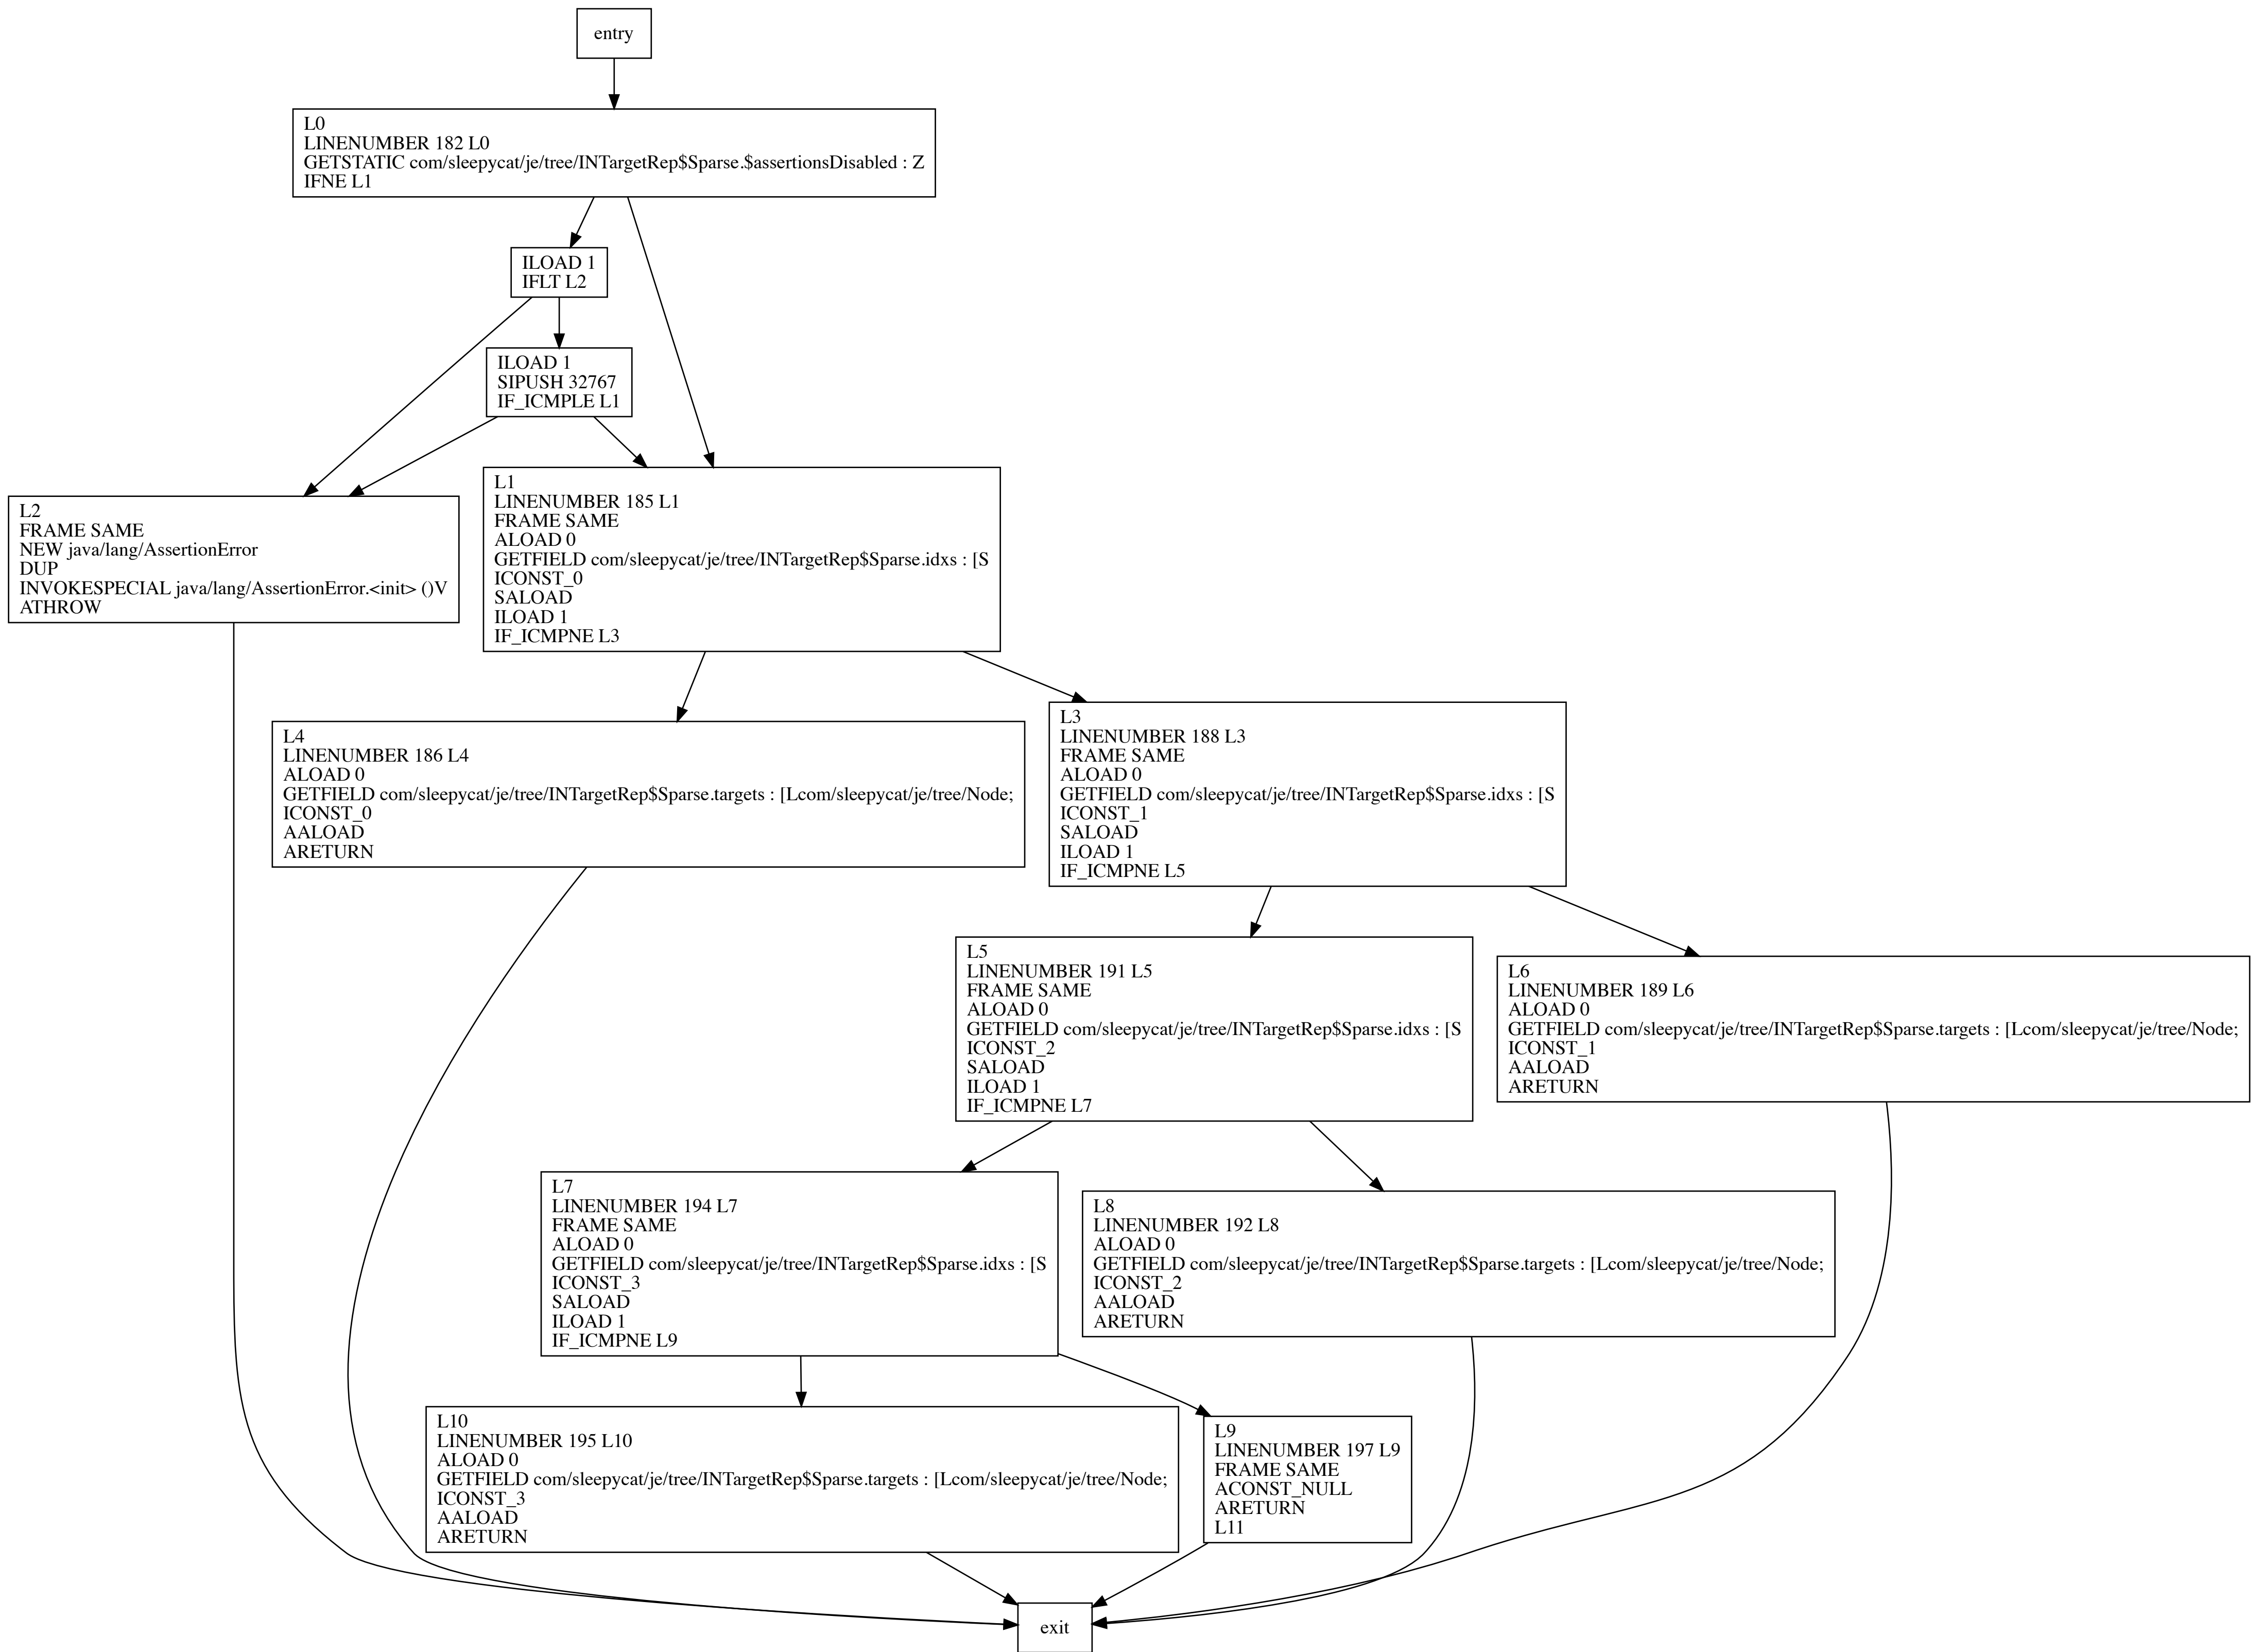 entry
L0
LINENUMBER 182 L0
GETSTATIC com/sleepycat/je/tree/INTargetRep$Sparse.$assertionsDisabled : Z
IFNE L1
ILOAD 1
IFLT L2
ILOAD 1
SIPUSH 32767
IF_ICMPLE L1
L2
FRAME SAME
NEW java/lang/AssertionError
DUP
INVOKESPECIAL java/lang/AssertionError.<init> ()V
ATHROW
L1
LINENUMBER 185 L1
FRAME SAME
ALOAD 0
GETFIELD com/sleepycat/je/tree/INTargetRep$Sparse.idxs : [S
ICONST_0
SALOAD
ILOAD 1
IF_ICMPNE L3
L4
LINENUMBER 186 L4
ALOAD 0
GETFIELD com/sleepycat/je/tree/INTargetRep$Sparse.targets : [Lcom/sleepycat/je/tree/Node;
ICONST_0
AALOAD
ARETURN
L3
LINENUMBER 188 L3
FRAME SAME
ALOAD 0
GETFIELD com/sleepycat/je/tree/INTargetRep$Sparse.idxs : [S
ICONST_1
SALOAD
ILOAD 1
IF_ICMPNE L5
L5
LINENUMBER 191 L5
FRAME SAME
ALOAD 0
GETFIELD com/sleepycat/je/tree/INTargetRep$Sparse.idxs : [S
ICONST_2
SALOAD
ILOAD 1
IF_ICMPNE L7
L6
LINENUMBER 189 L6
ALOAD 0
GETFIELD com/sleepycat/je/tree/INTargetRep$Sparse.targets : [Lcom/sleepycat/je/tree/Node;
ICONST_1
AALOAD
ARETURN
L7
LINENUMBER 194 L7
FRAME SAME
ALOAD 0
GETFIELD com/sleepycat/je/tree/INTargetRep$Sparse.idxs : [S
ICONST_3
SALOAD
ILOAD 1
IF_ICMPNE L9
L8
LINENUMBER 192 L8
ALOAD 0
GETFIELD com/sleepycat/je/tree/INTargetRep$Sparse.targets : [Lcom/sleepycat/je/tree/Node;
ICONST_2
AALOAD
ARETURN
L10
LINENUMBER 195 L10
ALOAD 0
GETFIELD com/sleepycat/je/tree/INTargetRep$Sparse.targets : [Lcom/sleepycat/je/tree/Node;
ICONST_3
AALOAD
ARETURN
L9
LINENUMBER 197 L9
FRAME SAME
ACONST_NULL
ARETURN
L11
exit